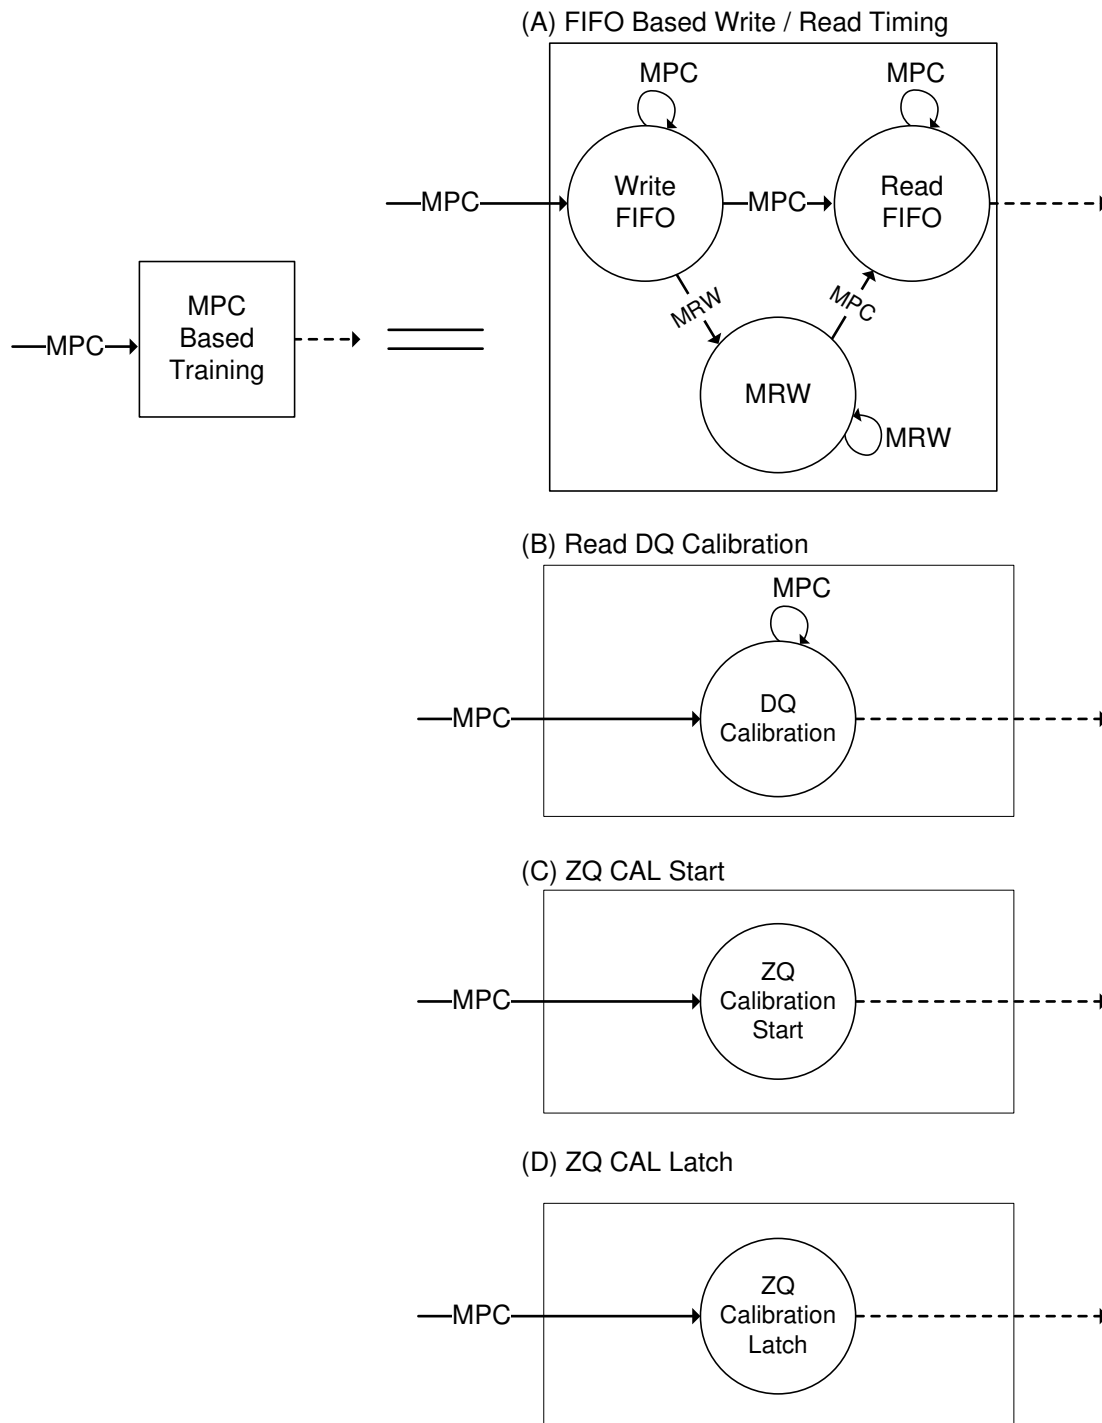 (A) FIFO Based Write / Read Timing
MPC
MPC
MPC
Write
FIFO
MPC
Read
FIFO
MRW
MPC
MPC
MPC
Based
Training
MRW
MRW
(B) Read DQ Calibration
MPC
MPC
DQ
Calibration
(C) ZQ CAL Start
MPC
ZQ
Calibration
Start
(D) ZQ CAL Latch
MPC
ZQ
Calibration
Latch